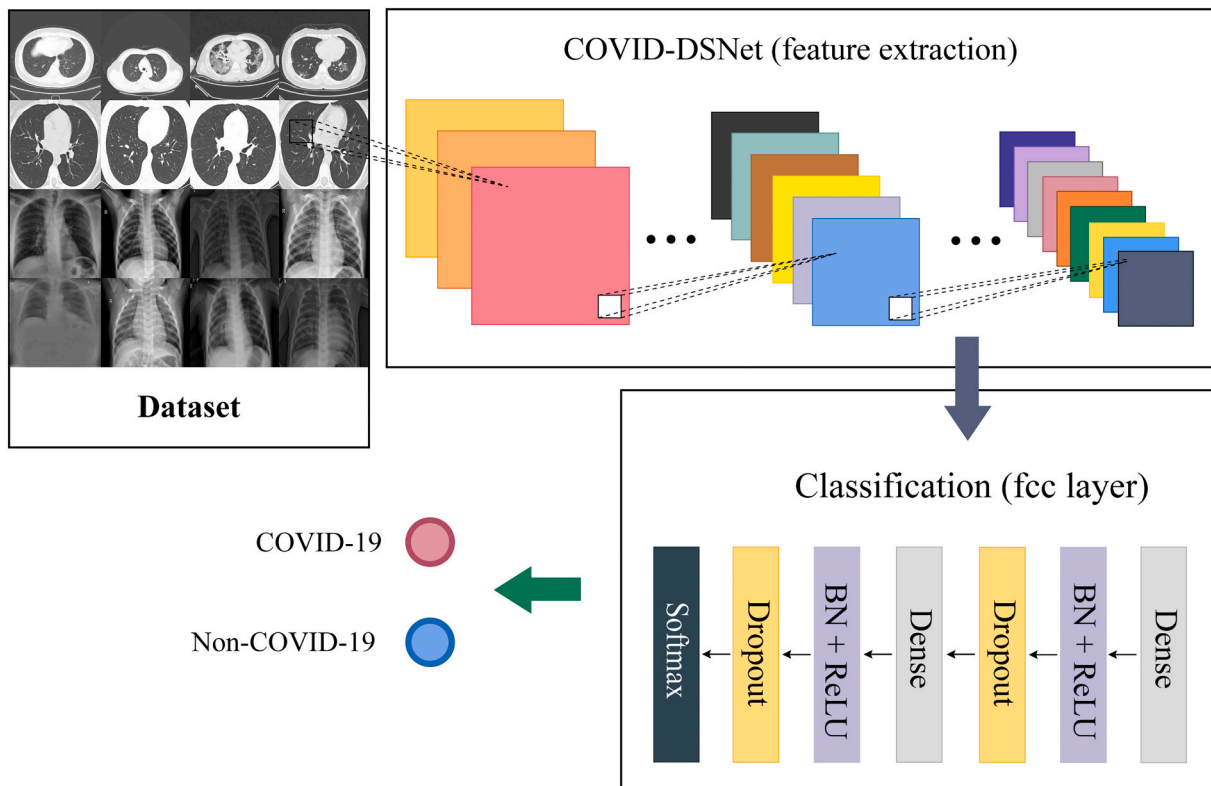 COVID-DSNet (feature extraction)
Dataset
Classification (fcc layer)
COVID-19
Non-COVID-19
Softmax
Dropout
BN + ReLU
Dense
Dropout
BN + ReLU
Dense